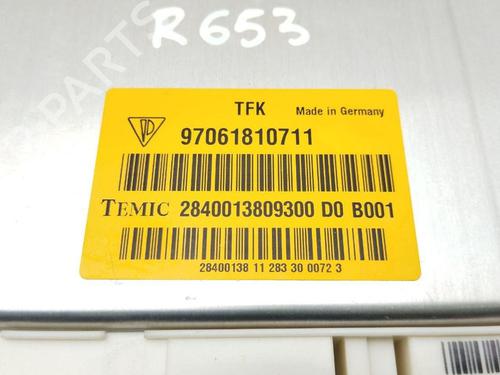 R653
TFK Made in Germany
97061810711
TEMIC 2840013809300 D0 B001
28400138 11 283 30 0072 3